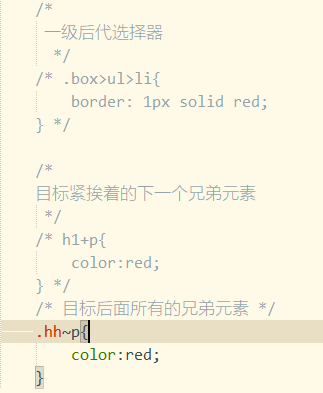 /*
一级后代选择器
*/
/* .box>ul>li{
border: 1px solid red;
} */
/*
目标紧挨着的下一个兄弟元素
*/
/* h1+p{
color:red;
} */
/* 目标后面所有的兄弟元素 */
.hh~p{
color:red;
}